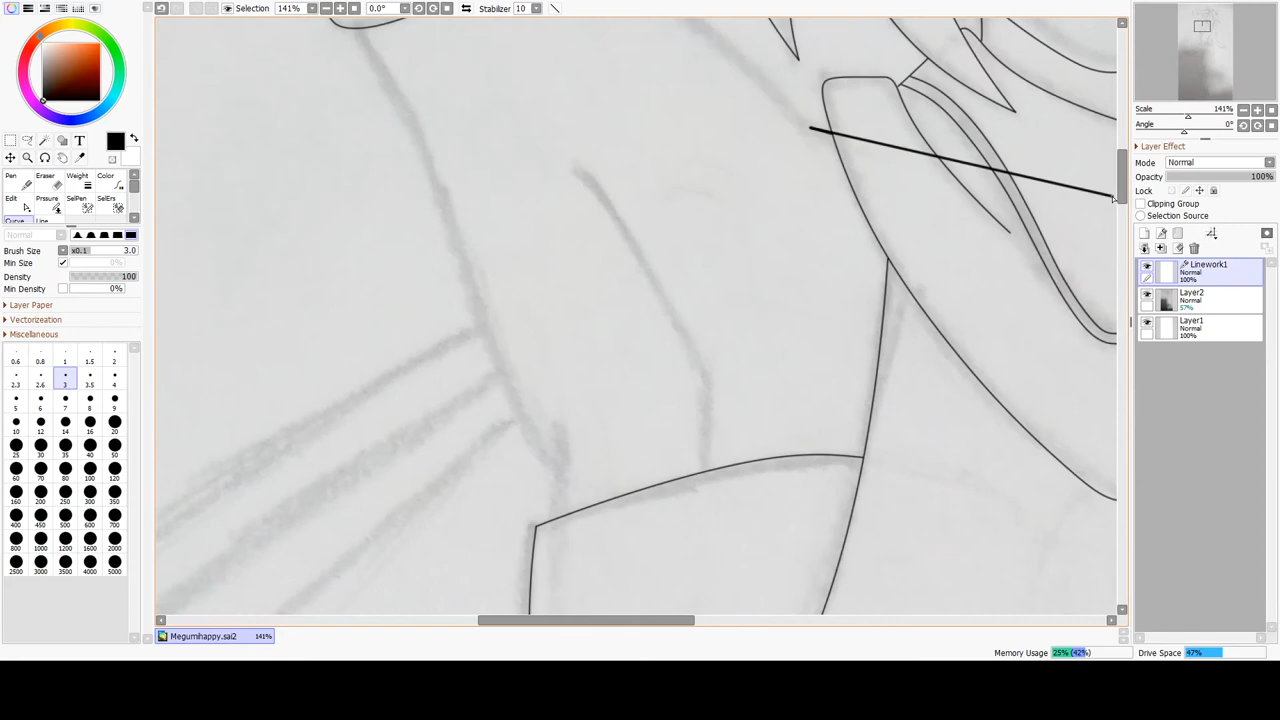 Selection 141% 0.0° Stabilizer 10
T
Pen Eraser Weight Color
Edit Prssure SelPen SelErs
Curve Line
Normal
Brush Size x0.1 3.0
Min Size 0%
Density 100
Min Density 0%
Layer Paper
Vectorization
Miscellaneous
0.6 0.8 1 1.5 2
2.3 2.6 3 3.5 4
5 6 7 8 9
10 12 14 16 20
25 30 35 40 50
60 70 80 100 120
160 200 250 300 350
400 450 500 600 700
800 1000 1200 1600 2000
2500 3000 3500 4000 5000
Megumihappy.sai2 141%
Scale 141%
Angle 0°
Layer Effect
Mode Normal
Opacity 100%
Lock
Clipping Group
Selection Source
Linework1
Normal
100%
Layer2
Normal
57%
Layer1
Normal
100%
Memory Usage 25% (42%)
Drive Space 47%